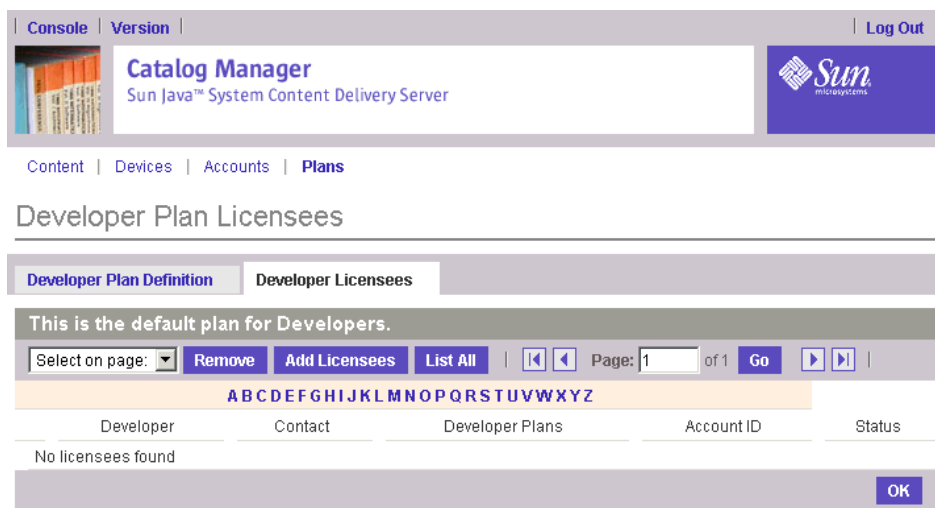 Console | Version | | Log Out
Catalog Manager
Sun Java™ System Content Delivery Server
Sun
microsystems
Content | Devices | Accounts | Plans
Developer Plan Licensees
Developer Plan Definition Developer Licensees
This is the default plan for Developers.
Select on page: Remove Add Licensees List All | Page: 1 of 1 Go |
A B C D E F G H I J K L M N O P Q R S T U V W X Y Z
Developer Contact Developer Plans Account ID Status
No licensees found
OK